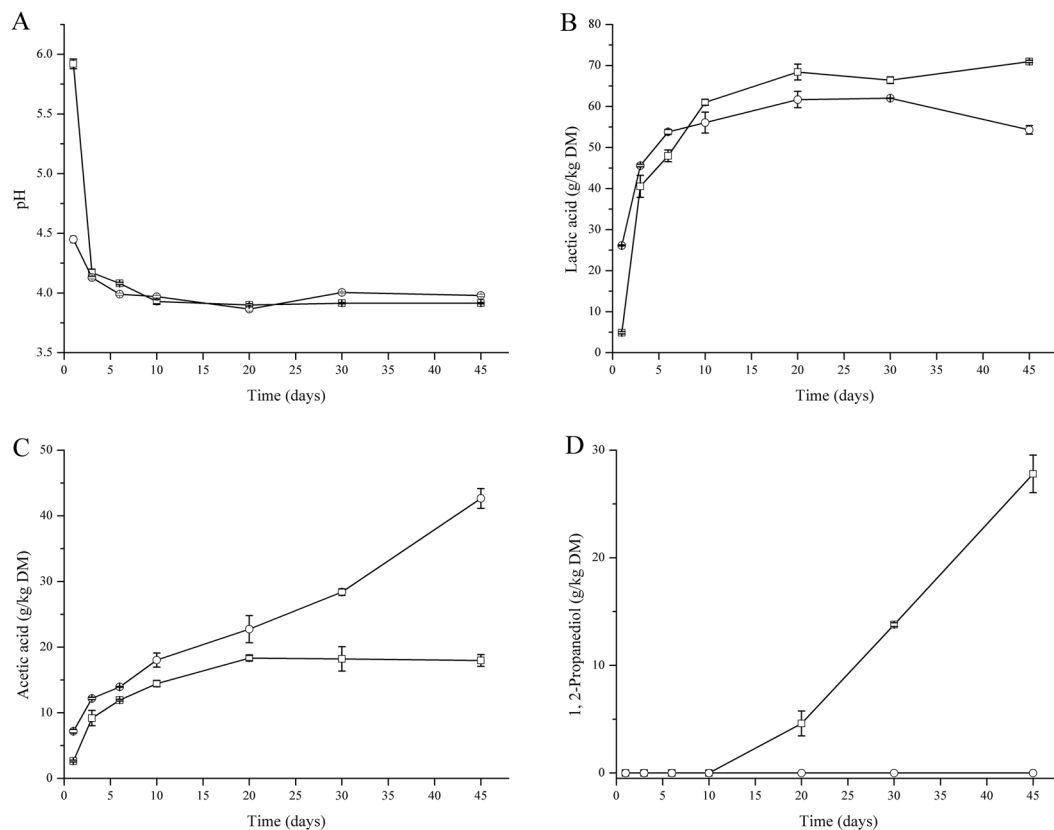 A
6.0
5.5
5.0
4.5
4.0
3.5
pH
0 5 10 15 20 25 30 35 40 45
Time (days)
B
80
70
60
50
40
30
20
10
0
Lactic acid (g/kg DM)
0 5 10 15 20 25 30 35 40 45
Time (days)
C
50
40
30
20
10
0
Acetic acid (g/kg DM)
0 5 10 15 20 25 30 35 40 45
Time (days)
D
30
20
10
0
1, 2-Propanediol (g/kg DM)
0 5 10 15 20 25 30 35 40 45
Time (days)